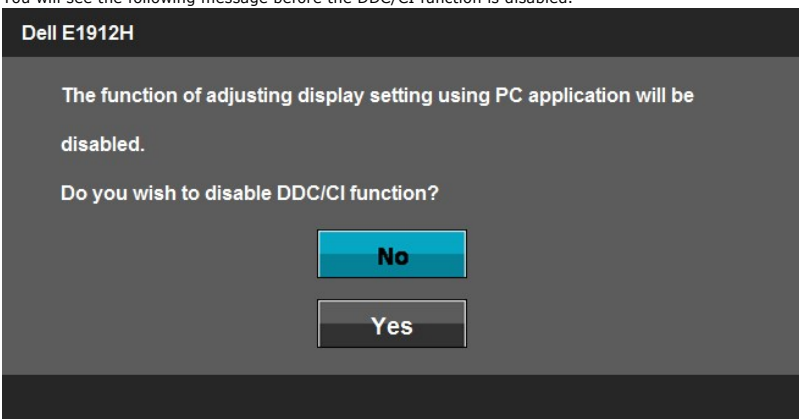 You will see the following message before the DDC/CI function is disabled:
Dell E1912H
The function of adjusting display setting using PC application will be
disabled.
Do you wish to disable DDC/CI function?
No
Yes